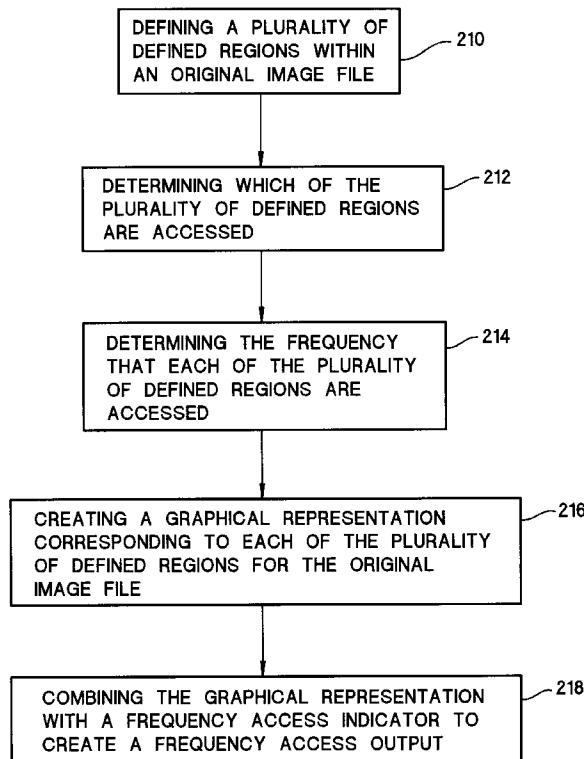 DEFINING A PLURALITY OF
DEFINED REGIONS WITHIN
AN ORIGINAL IMAGE FILE
210
DETERMINING WHICH OF THE
PLURALITY OF DEFINED REGIONS
ARE ACCESSED
212
DETERMINING THE FREQUENCY
THAT EACH OF THE PLURALITY
OF DEFINED REGIONS ARE
ACCESSED
214
CREATING A GRAPHICAL REPRESENTATION
CORRESPONDING TO EACH OF THE PLURALITY
OF DEFINED REGIONS FOR THE ORIGINAL
IMAGE FILE
216
COMBINING THE GRAPHICAL REPRESENTATION
WITH A FREQUENCY ACCESS INDICATOR TO
CREATE A FREQUENCY ACCESS OUTPUT
218